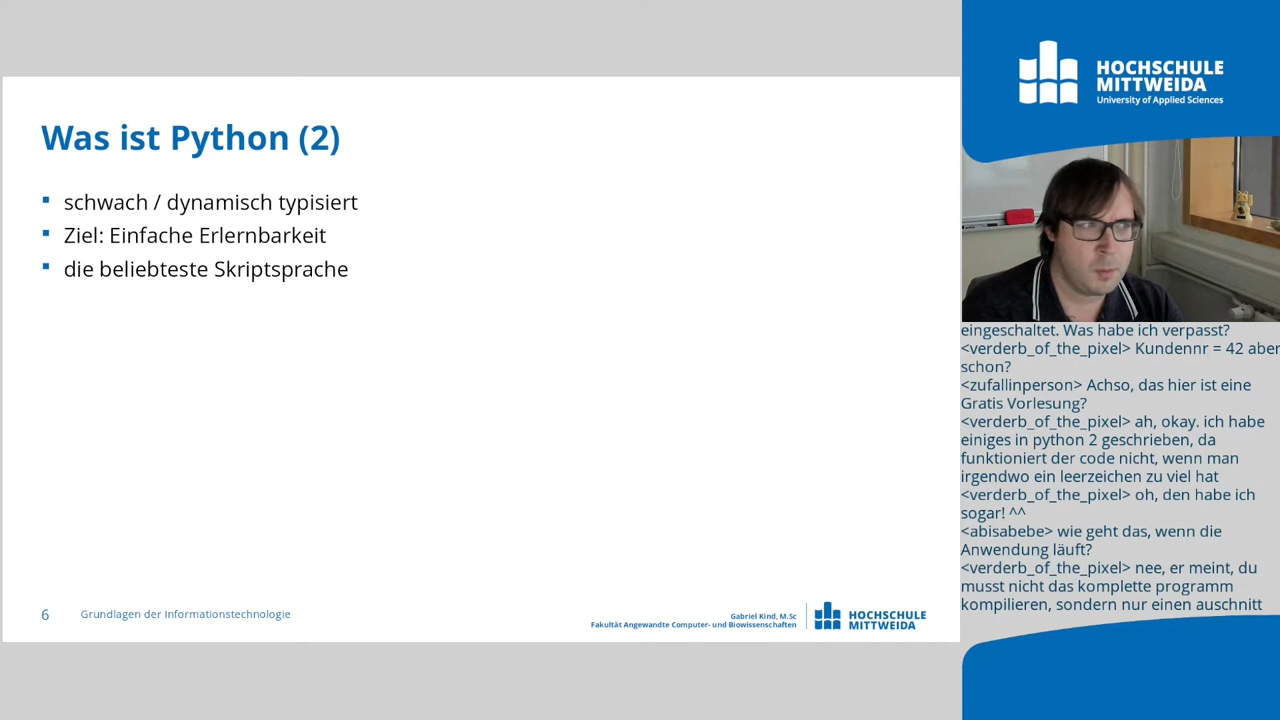 HOCHSCHULE
MITTWEIDA
University of Applied Sciences
Was ist Python (2)
schwach / dynamisch typisiert
Ziel: Einfache Erlernbarkeit
die beliebteste Skriptsprache
6 Grundlagen der Informationstechnologie
Gabriel Kind, M.Sc
Fakultät Angewandte Computer- und Biowissenschaften
HOCHSCHULE
MITTWEIDA
eingeschaltet. Was habe ich verpasst?
<verderb_of_the_pixel> Kundennr = 42 aber
schon?
<zufallinperson> Achso, das hier ist eine
Gratis Vorlesung?
<verderb_of_the_pixel> ah, okay. ich habe
einiges in python 2 geschrieben, da
funktioniert der code nicht, wenn man
irgendwo ein leerzeichen zu viel hat
<verderb_of_the_pixel> oh, den habe ich
sogar! ^^
<abisabebe> wie geht das, wenn die
Anwendung läuft?
<verderb_of_the_pixel> nee, er meint, du
musst nicht das komplette programm
kompilieren, sondern nur einen auschnitt